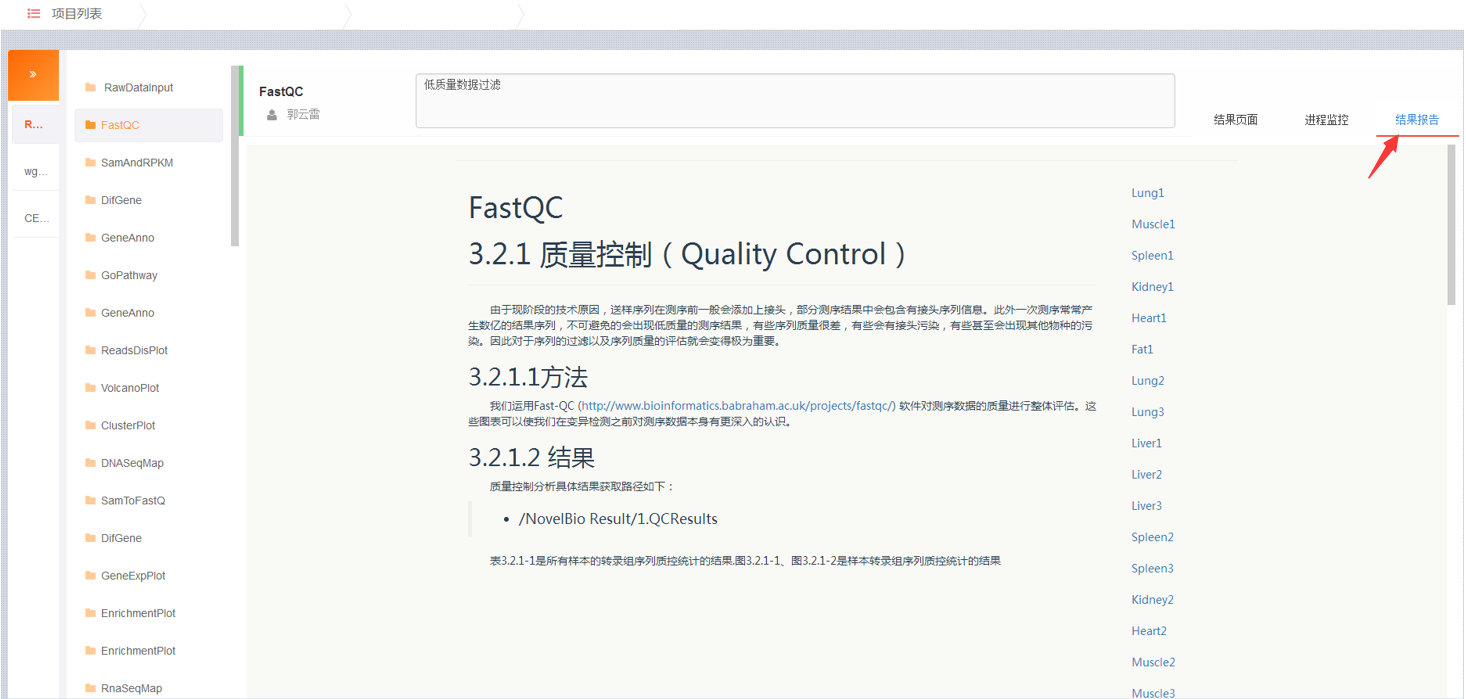 项目列表
»
R...
wg...
CE...
RawDataInput
FastQC
SamAndRPKM
DifGene
GeneAnno
GoPathway
GeneAnno
ReadsDisPlot
VolcanoPlot
ClusterPlot
DNASeqMap
SamToFastQ
DifGene
GeneExpPlot
EnrichmentPlot
EnrichmentPlot
RnaSeqMap
FastQC
郭云雷
低质量数据过滤
结果页面
进程监控
结果报告
FastQC
3.2.1 质量控制（Quality Control）
由于现阶段的技术原因，送样序列在测序前一般会添加上接头，部分测序结果中会包含有接头序列信息。此外一次测序常常产
生数亿的结果序列，不可避免的会出现低质量的测序结果，有些序列质量很差，有些会有接头污染，有些甚至会出现其他物种的污
染。因此对于序列的过滤以及序列质量的评估就会变得极为重要。
3.2.1.1方法
我们运用Fast-QC (http://www.bioinformatics.babraham.ac.uk/projects/fastqc/) 软件对测序数据的质量进行整体评估。这
些图表可以使我们在变异检测之前对测序数据本身有更深入的认识。
3.2.1.2 结果
质量控制分析具体结果获取路径如下：
• /NovelBio Result/1.QCResults
表3.2.1-1是所有样本的转录组序列质控统计的结果.图3.2.1-1、图3.2.1-2是样本转录组序列质控统计的结果
Lung1
Muscle1
Spleen1
Kidney1
Heart1
Fat1
Lung2
Lung3
Liver1
Liver2
Liver3
Spleen2
Spleen3
Kidney2
Heart2
Muscle2
Muscle3